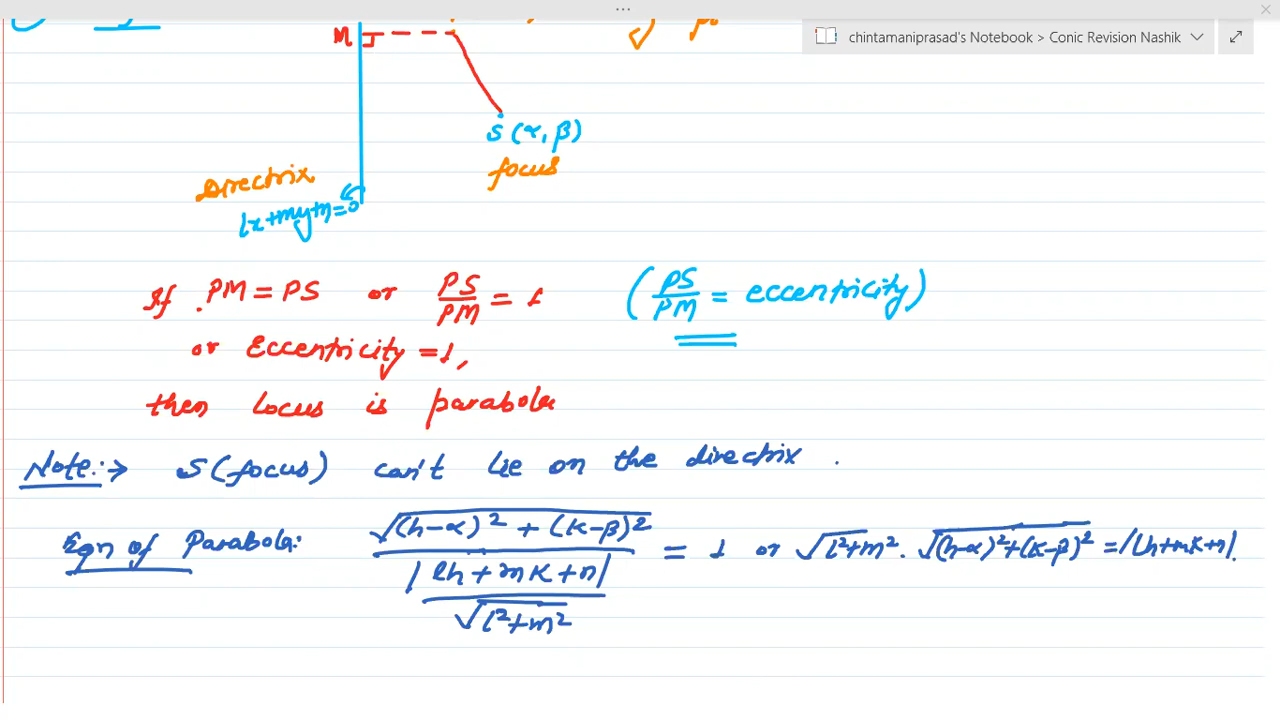 chintamaniprasad's Notebook > Conic Revision Nashik
M
S (α, β)
focus
Directrix
lx+my+n=0
If PM = PS or PS/PM = 1 (PS/PM = eccentricity)
or Eccentricity = 1,
then Locus is parabola
Note:→ S(focus) can't lie on the directrix.
Eqn of Parabola: √((h-α)²+(k-β)²) / (|lh+mk+n| / √(l²+m²)) = 1 or √(l²+m²) . √((h-α)²+(k-β)²) = |lh+mk+n|.